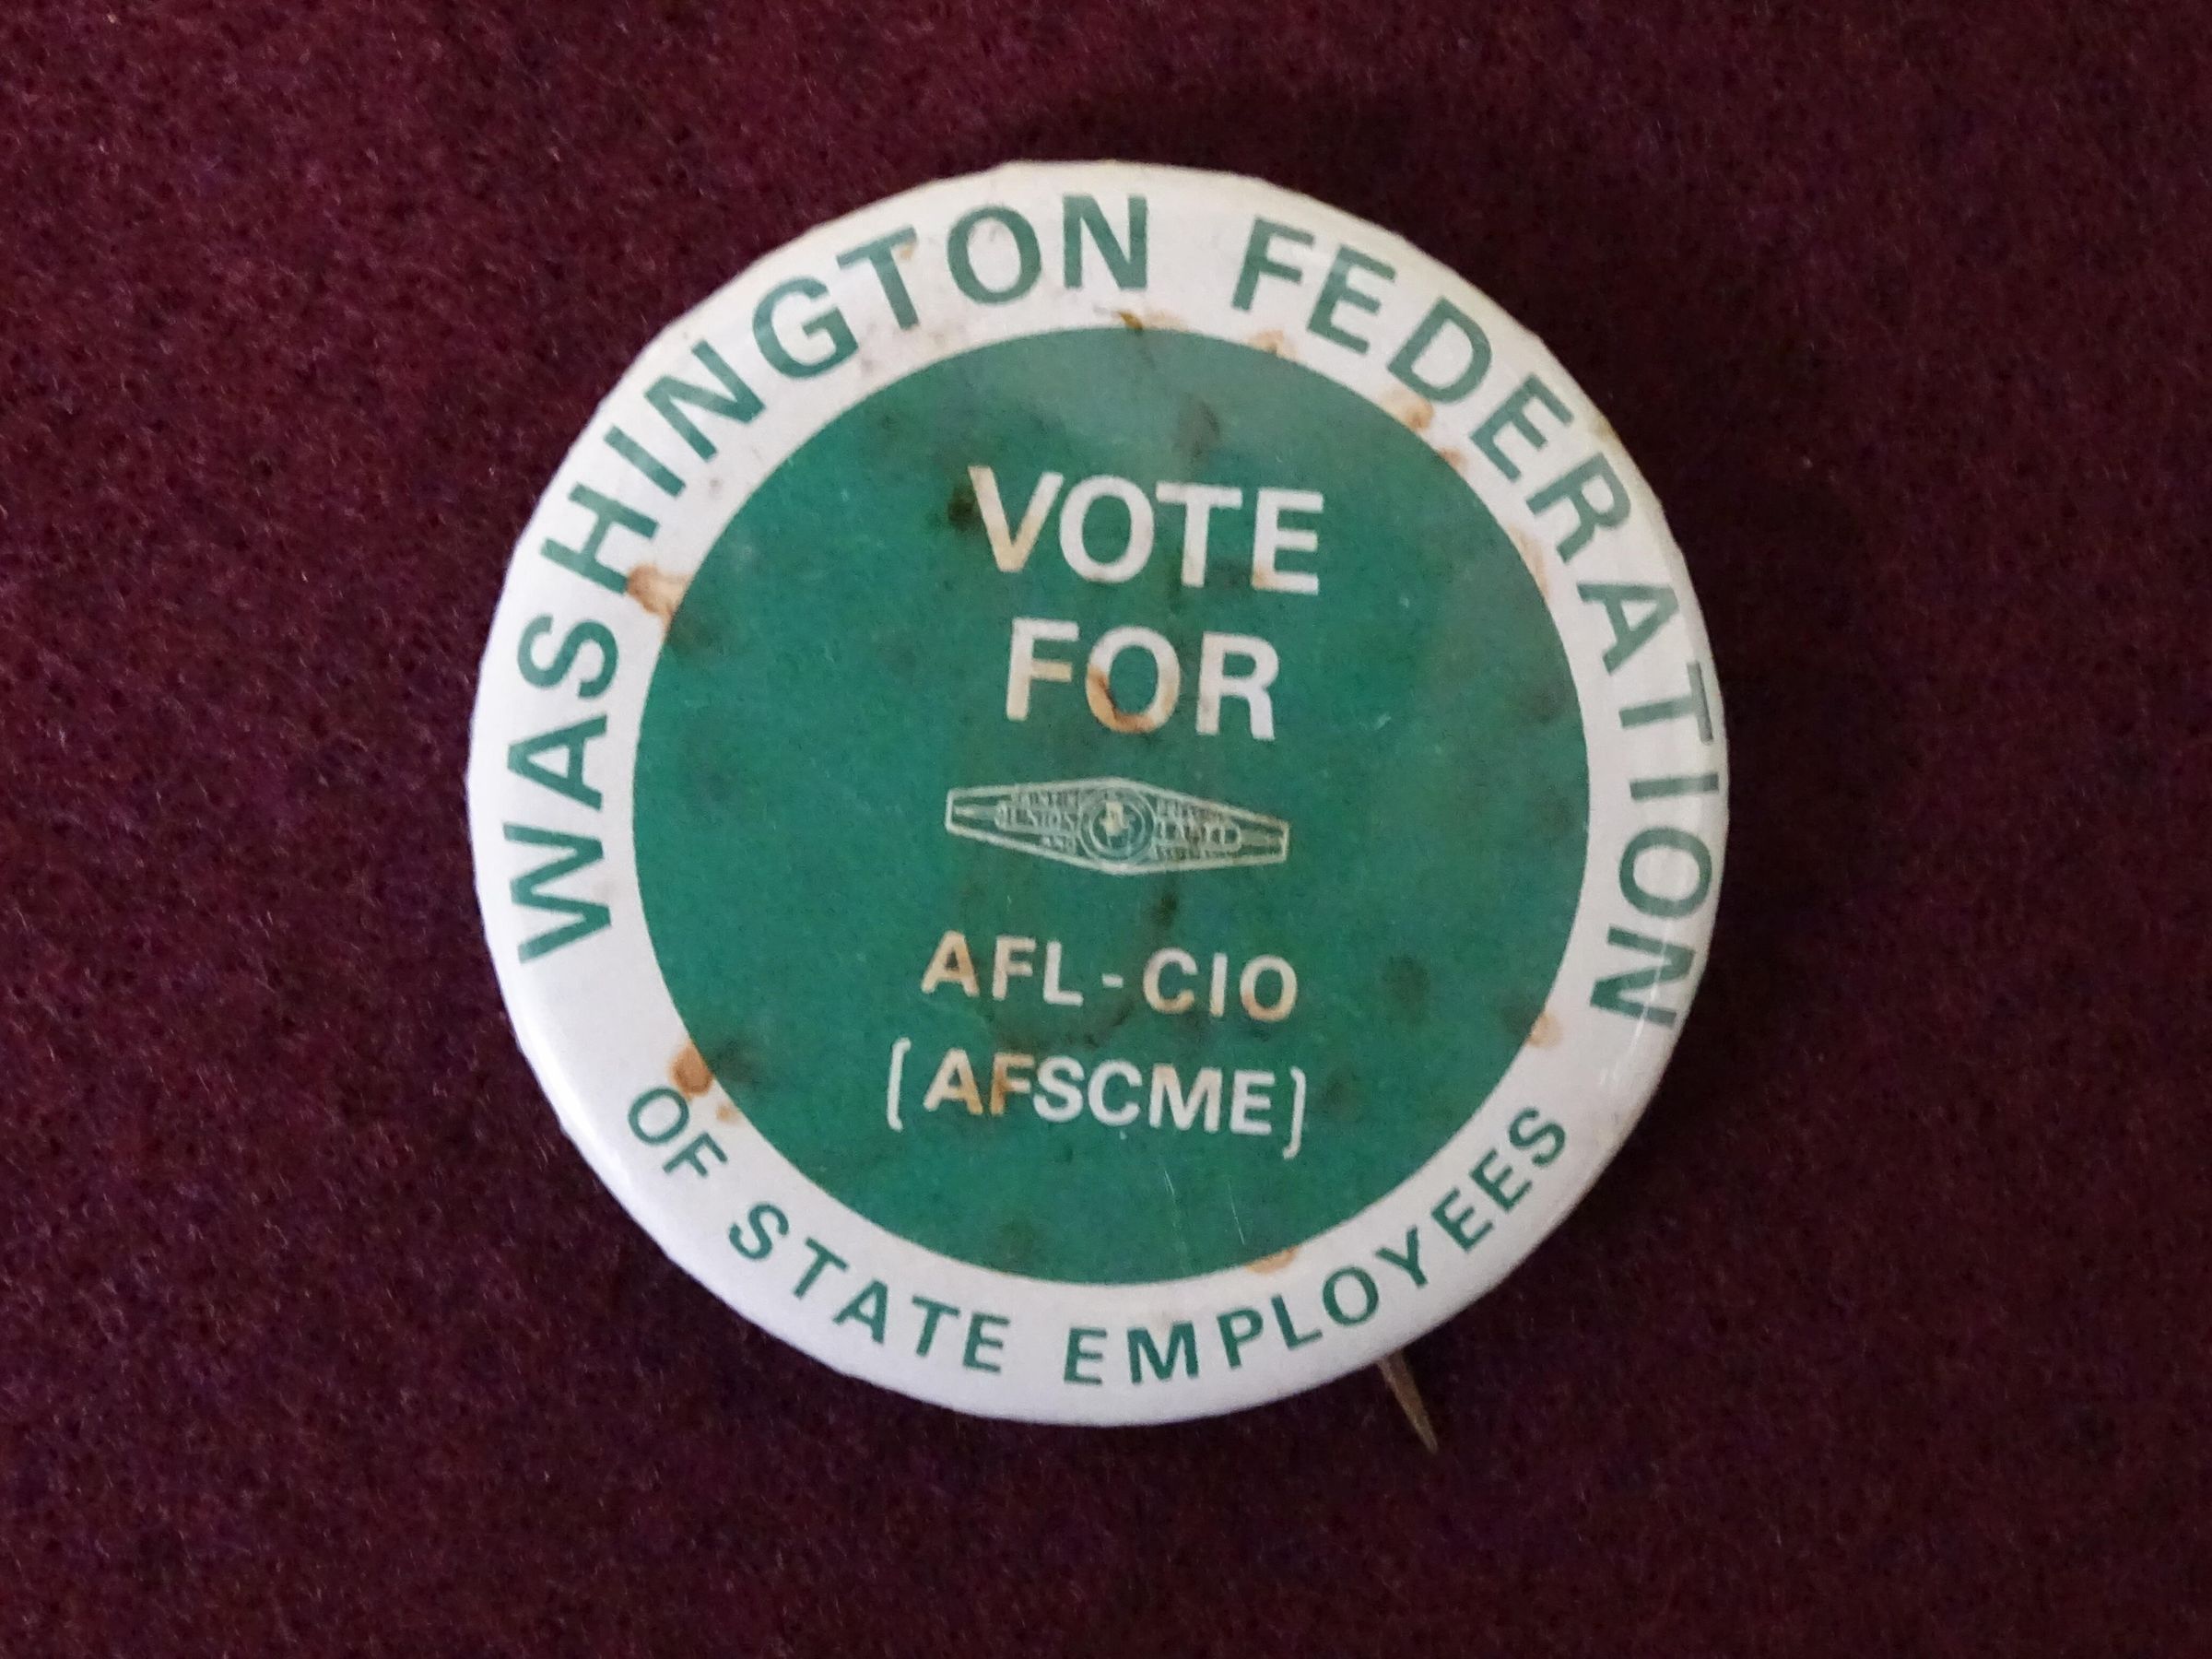 WASHINGTON FEDERATION
VOTE
FOR
AFL-CIO
[AFSCME]
OF STATE EMPLOYEES